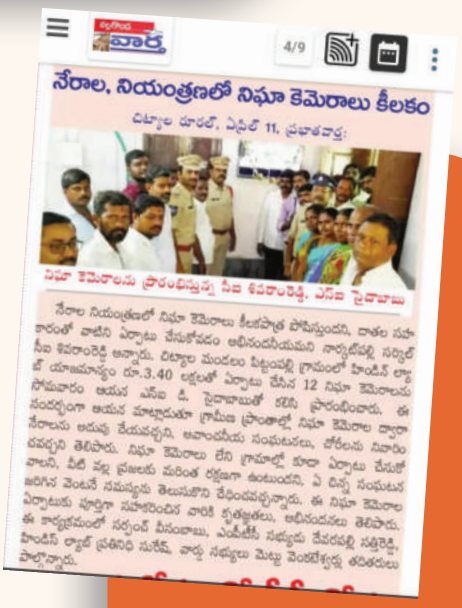 నల్లగొండ
వార్త
4/9
నేరాల, నియంత్రణలో నిఘా కెమెరాలు కీలకం
చిట్యాల రూరల్, ఏప్రిల్ 11, ప్రభాతవార్త:
నిఘా కెమెరాలను ప్రారంభిస్తున్న సీఐ శివరాంరెడ్డి, ఎస్ఐ సైదాబాబు
నేరాల నియంత్రణలో నిఘా కెమెరాలు కీలకపాత్ర పోషిస్తుందని, దాతల సహ
కారంతో వాటిని ఏర్పాటు చేసుకోవడం అభినందనీయమని నార్కట్‌పల్లి సర్కిల్
సీఐ శివరాంరెడ్డి అన్నారు. చిట్యాల మండలం పిట్టంపల్లి గ్రామంలో హిండిస్ ల్యా
బ్ యాజమాన్యం రూ.3.40 లక్షలతో ఏర్పాటు చేసిన 12 నిఘా కెమెరాలను
సోమవారం ఆయన ఎస్ఐ డి. సైదాబాబుతో కలిసి ప్రారంభించారు. ఈ
సందర్భంగా ఆయన మాట్లాడుతూ గ్రామీణ ప్రాంతాల్లో నిఘా కెమెరాల ద్వారా
నేరాలను అదుపు చేయవచ్చని, అవాంచనీయ సంఘటనలు, చోరీలను నివారిం
చవచ్చని తెలిపారు. నిఘా కెమెరాలు లేని గ్రామాల్లో కూడా ఏర్పాటు చేసుకో
వాలని, వీటి వల్ల ప్రజలకు మరింత రక్షణగా ఉంటుందని, ఏ చిన్న సంఘటన
జరిగిన వెంటనే సమస్యను తెలుసుకొని చేధించవచ్చన్నారు. ఈ నిఘా కెమెరాల
ఏర్పాటుకు పూర్తిగా సహకరించిన వారికి కృతజ్ఞతలు, అభినందనలు తెలిపారు.
ఈ కార్యక్రమంలో సర్పంచ్ వీసంబాబు, ఎంపీటీసీ సభ్యుడు దేవరపల్లి సత్తిరెడ్డి,
హిండిస్ ల్యాబ్ ప్రతినిధి సురేష్, వార్డు సభ్యులు మెట్టు వెంకటేశ్వర్లు తదితరులు
పాల్గొన్నారు.